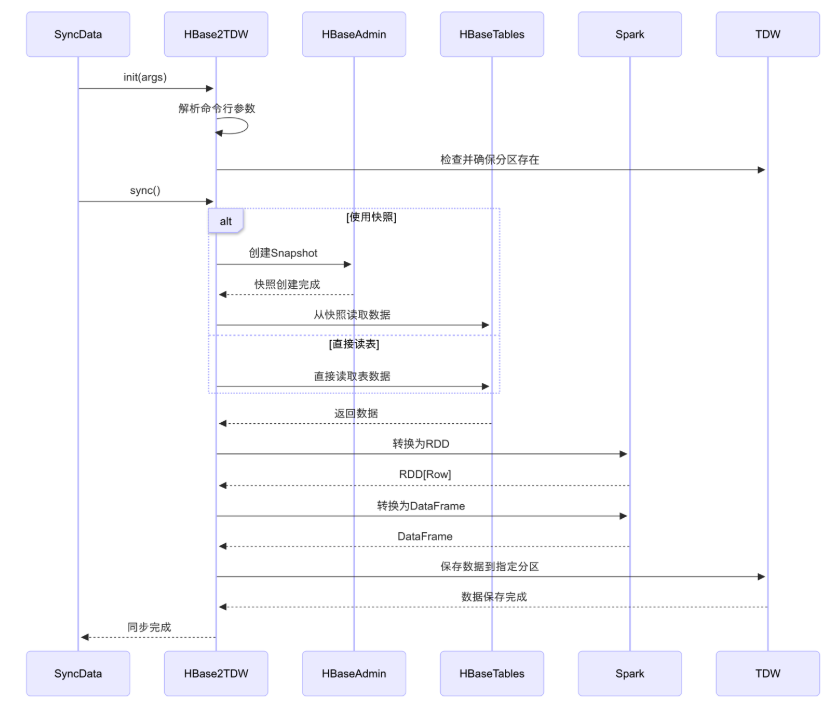 SyncData HBase2TDW HBaseAdmin HBaseTables Spark TDW
init(args)
解析命令行参数
检查并确保分区存在
sync()
alt [使用快照]
创建Snapshot
快照创建完成
从快照读取数据
[直接读表]
直接读取表数据
返回数据
转换为RDD
RDD[Row]
转换为DataFrame
DataFrame
保存数据到指定分区
数据保存完成
同步完成
SyncData HBase2TDW HBaseAdmin HBaseTables Spark TDW